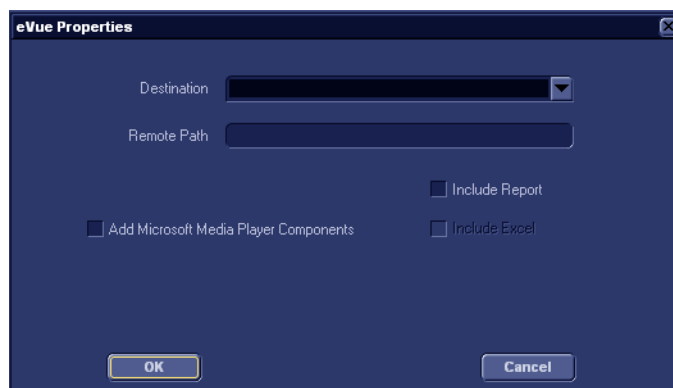 eVue Properties
Destination
Remote Path
Include Report
Add Microsoft Media Player Components
Include Excel
OK
Cancel